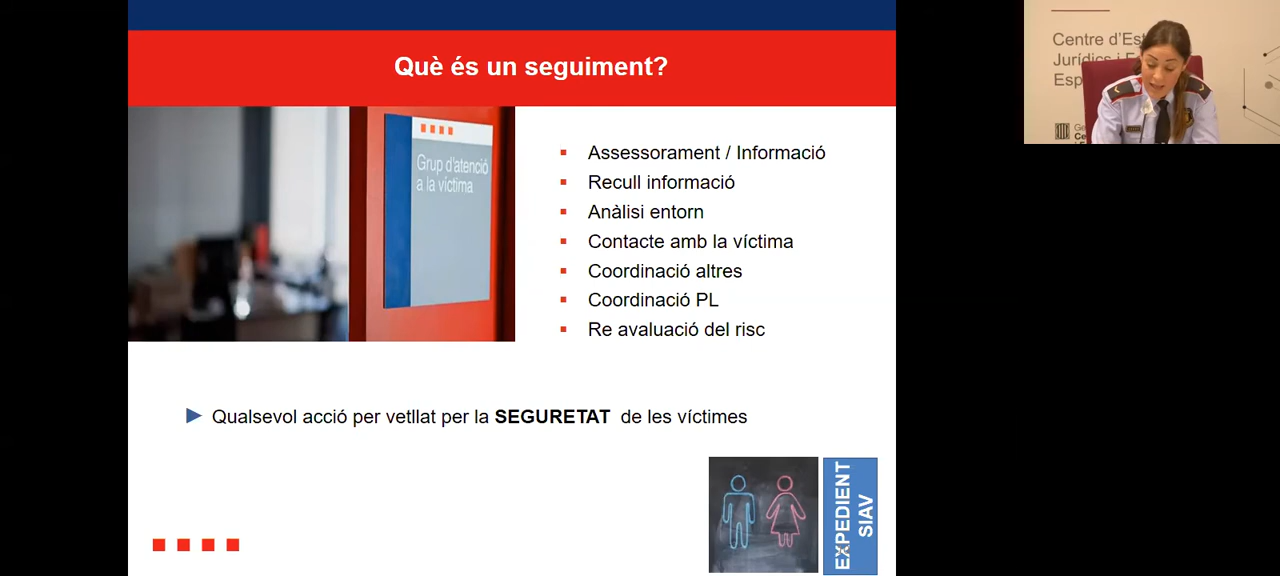 Què és un seguiment?
Grup d'atenció
a la víctima
Assessorament / Informació
Recull informació
Anàlisi entorn
Contacte amb la víctima
Coordinació altres
Coordinació PL
Re avaluació del risc
Qualsevol acció per vetllat per la SEGURETAT de les víctimes
EXPEDIENT
SIAV
Centre d'Est
Jurídics i
Esp